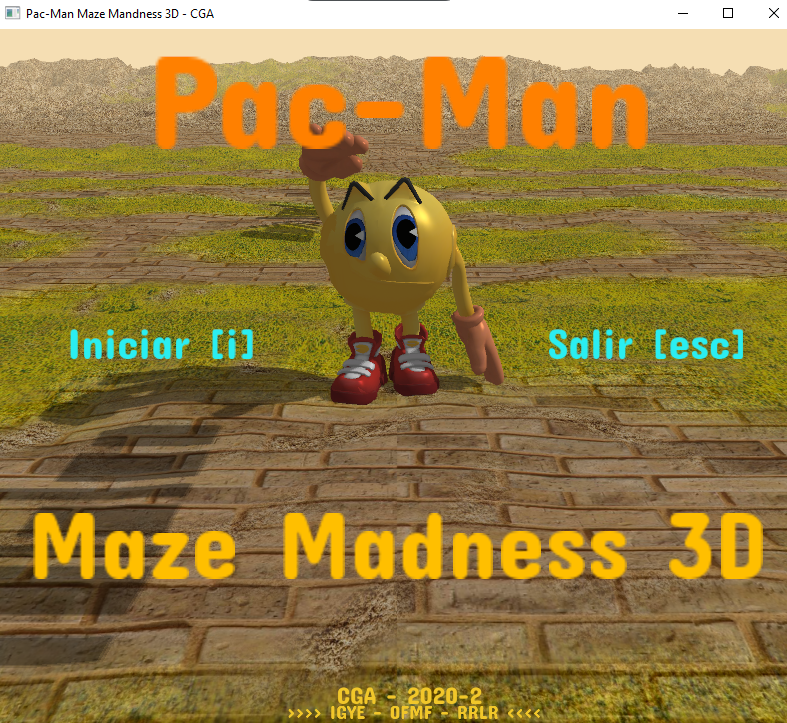 Pac-Man Maze Mandness 3D - CGA
Pac-Man
Iniciar [i]
Salir [esc]
Maze Madness 3D
CGA - 2020-2
>>>> IGYE - OFMF - RRLR <<<<